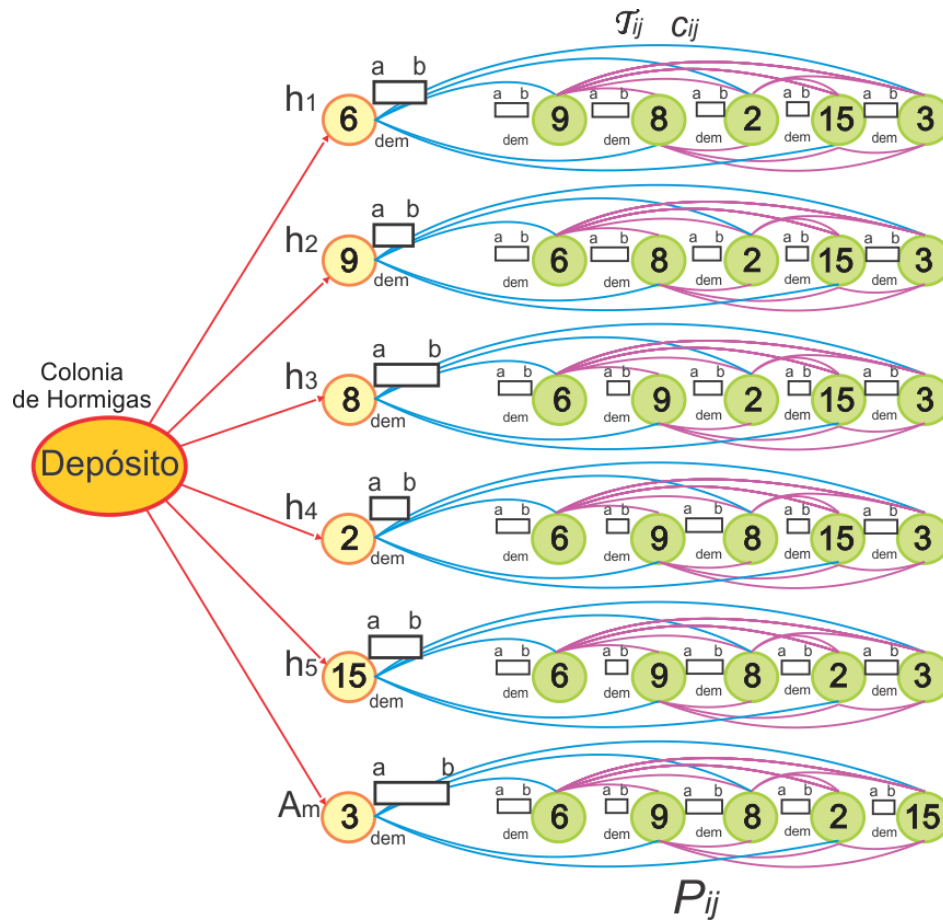 Tij cij
a b
h1 6 dem
a b a b a b a b a b
dem 9 dem 8 dem 2 dem 15 dem 3
a b
h2 9 dem
a b a b a b a b a b
dem 6 dem 8 dem 2 dem 15 dem 3
Colonia
de Hormigas
Depósito
a b
h3 8 dem
a b a b a b a b a b
dem 6 dem 9 dem 2 dem 15 dem 3
a b
h4 2 dem
a b a b a b a b a b
dem 6 dem 9 dem 8 dem 15 dem 3
a b
h5 15 dem
a b a b a b a b a b
dem 6 dem 9 dem 8 dem 2 dem 3
a b
Am 3 dem
a b a b a b a b a b
dem 6 dem 9 dem 8 dem 2 dem 15
Pij